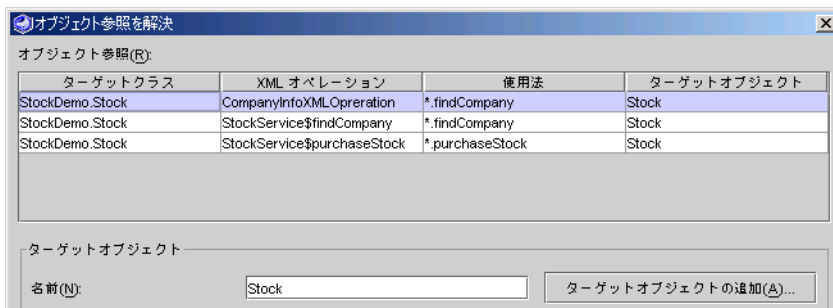 オブジェクト参照を解決
オブジェクト参照(R):
ターゲットクラス XML オペレーション 使用法 ターゲットオブジェクト
StockDemo.Stock CompanyInfoXMLOpreration *.findCompany Stock
StockDemo.Stock StockService$findCompany *.findCompany Stock
StockDemo.Stock StockService$purchaseStock *.purchaseStock Stock
ターゲットオブジェクト
名前(N): Stock ターゲットオブジェクトの追加(A)...